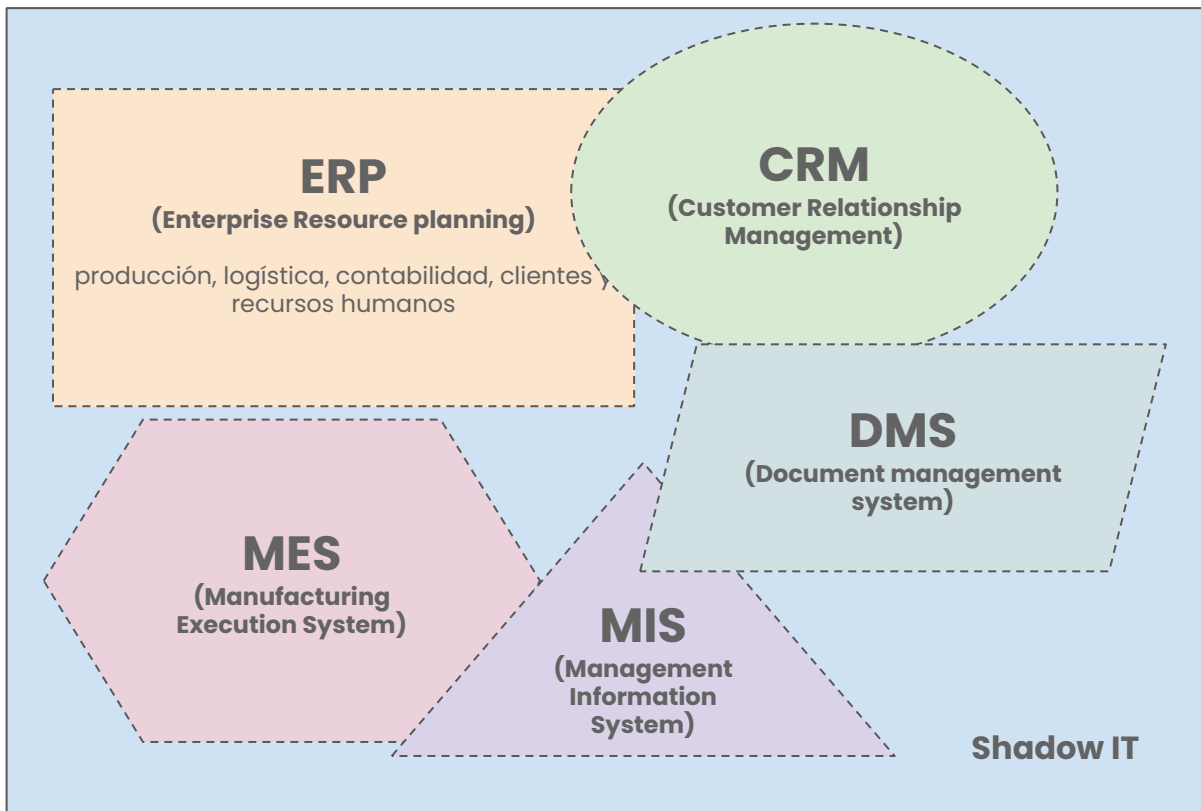 ERP
(Enterprise Resource planning)
producción, logística, contabilidad, clientes y
recursos humanos
CRM
(Customer Relationship
Management)
DMS
(Document management
system)
MES
(Manufacturing
Execution System)
MIS
(Management
Information
System)
Shadow IT